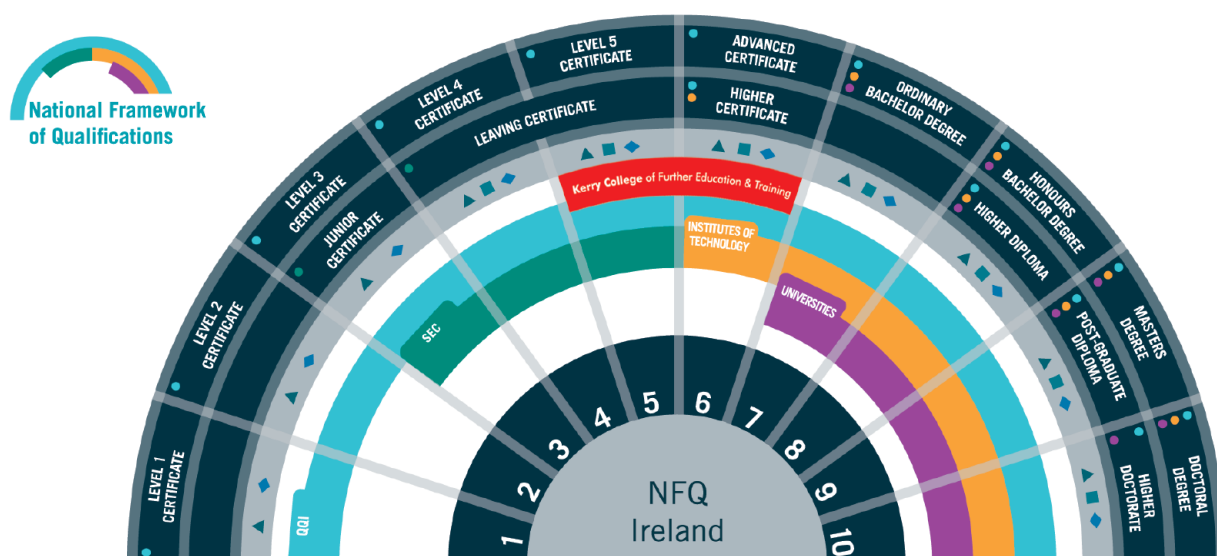 National Framework
of Qualifications
LEVEL 1
CERTIFICATE
LEVEL 2
CERTIFICATE
LEVEL 3
CERTIFICATE
LEVEL 4
CERTIFICATE
LEVEL 5
CERTIFICATE
ADVANCED
CERTIFICATE
ORDINARY
BACHELOR DEGREE
HONOURS
BACHELOR DEGREE
MASTERS
DEGREE
DOCTORAL
DEGREE
JUNIOR
CERTIFICATE
LEAVING CERTIFICATE
HIGHER
CERTIFICATE
HIGHER DIPLOMA
POST-GRADUATE
DIPLOMA
HIGHER
DOCTORATE
Kerry College of Further Education & Training
QQI
SEC
INSTITUTES OF
TECHNOLOGY
UNIVERSITIES
1
2
3
4
5
6
7
8
9
10
NFQ
Ireland